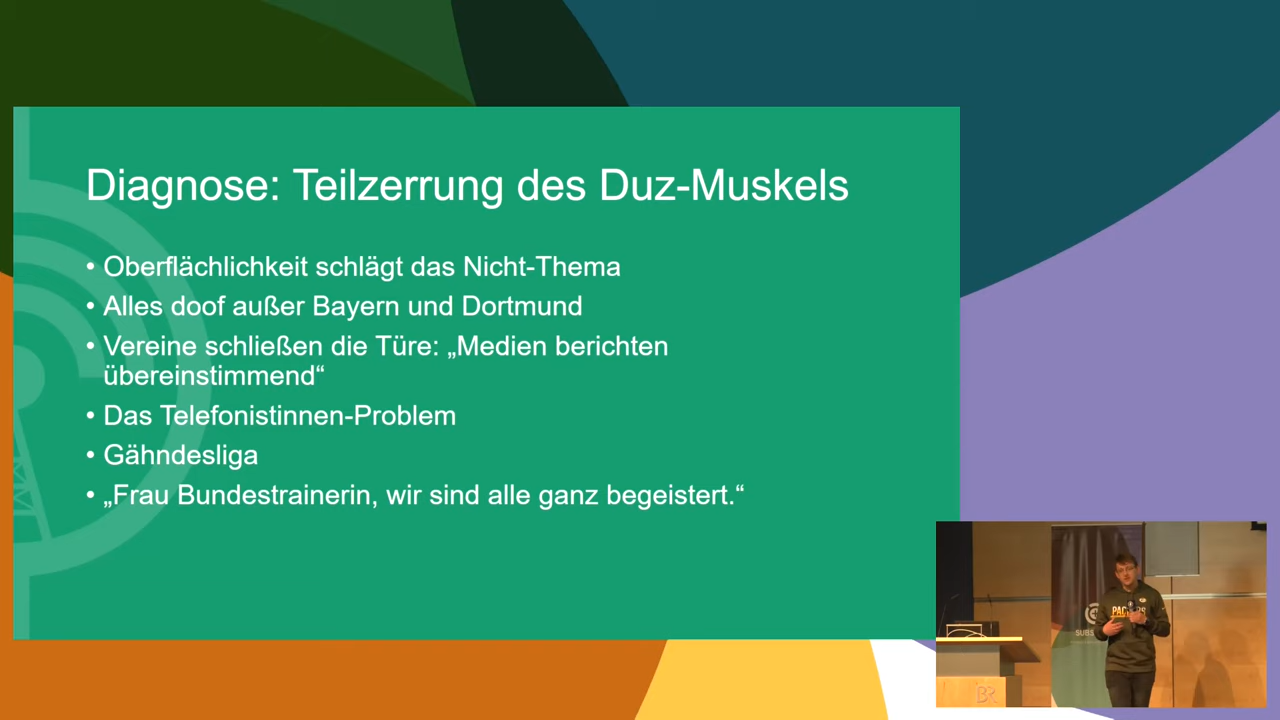 Diagnose: Teilzerrung des Duz-Muskels
• Oberflächlichkeit schlägt das Nicht-Thema
• Alles doof außer Bayern und Dortmund
• Vereine schließen die Türe: „Medien berichten
übereinstimmend“
• Das Telefonistinnen-Problem
• Gähndesliga
• „Frau Bundestrainerin, wir sind alle ganz begeistert.“
BR